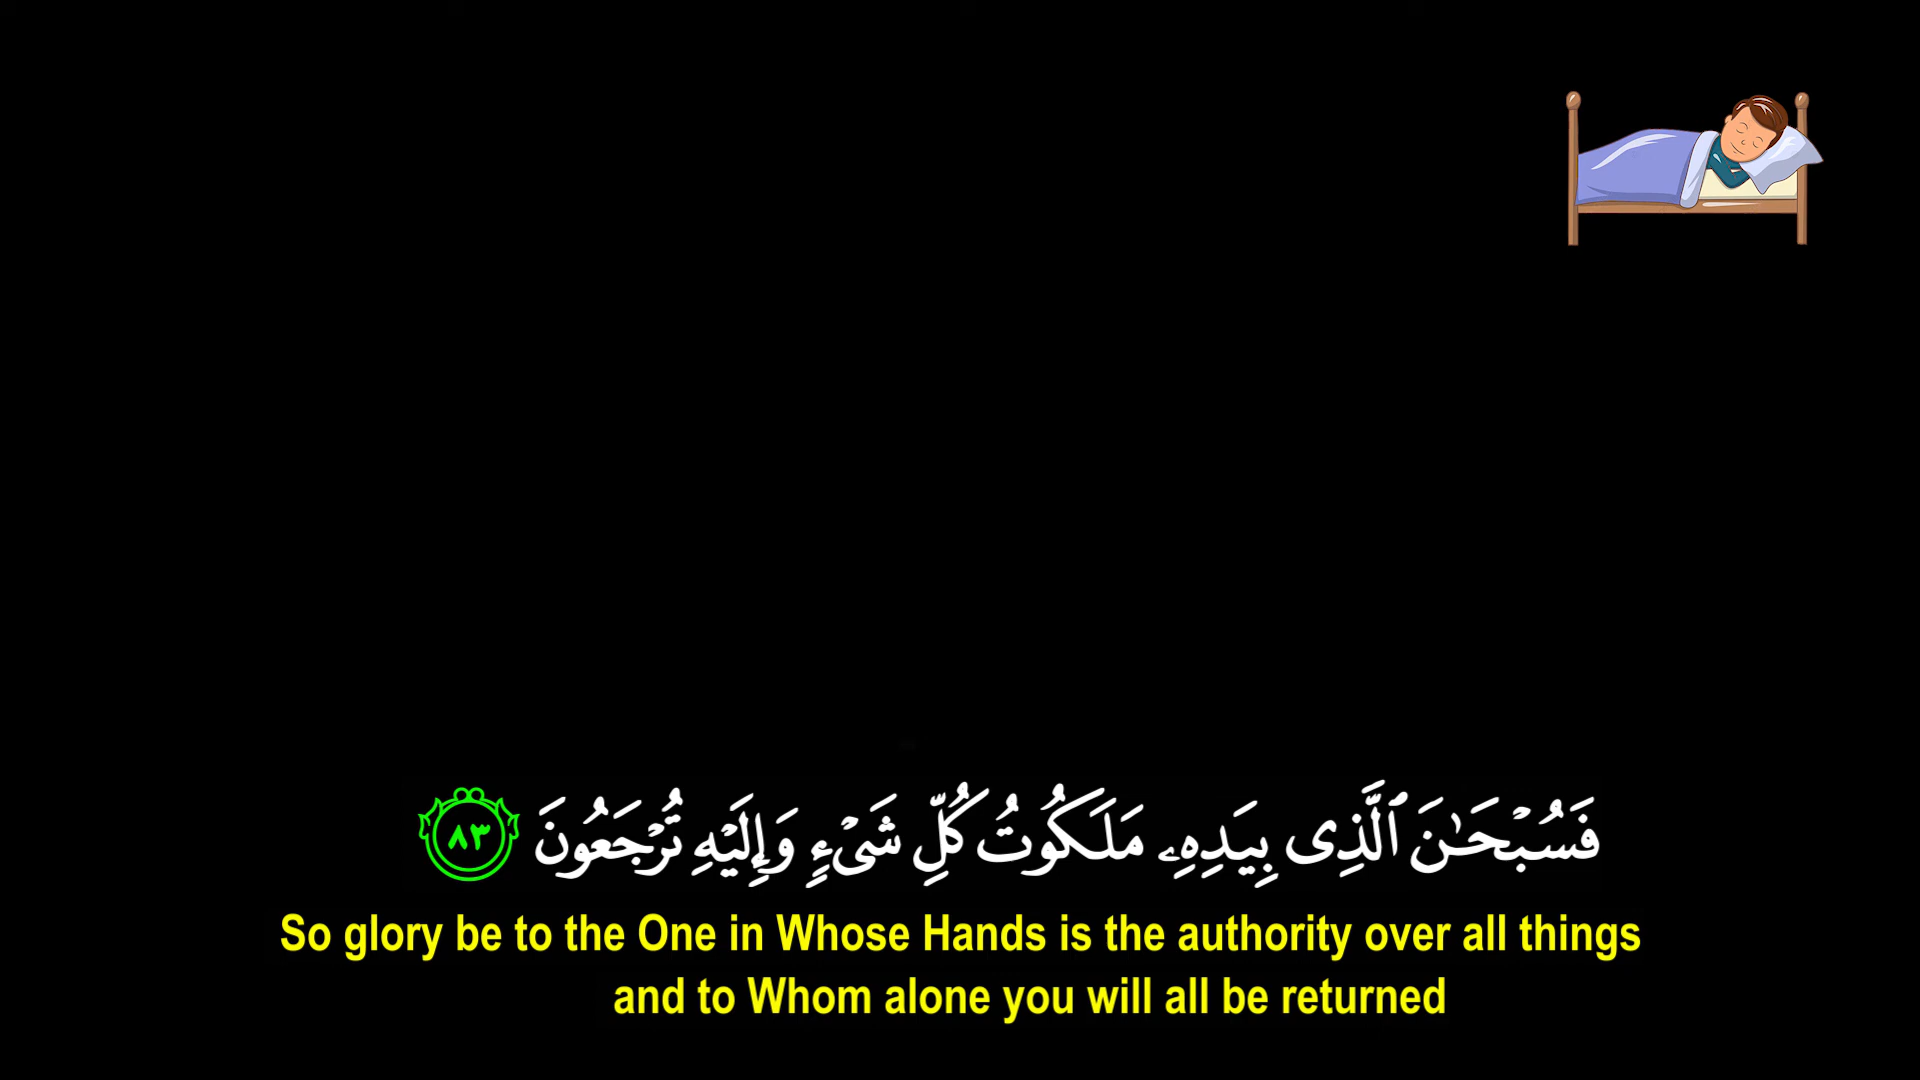 فَسُبْحَـٰنَ ٱلَّذِى بِيَدِهِۦ مَلَكُوتُ كُلِّ شَىْءٍ وَإِلَيْهِ تُرْجَعُونَ ٨٣
So glory be to the One in Whose Hands is the authority over all things
and to Whom alone you will all be returned